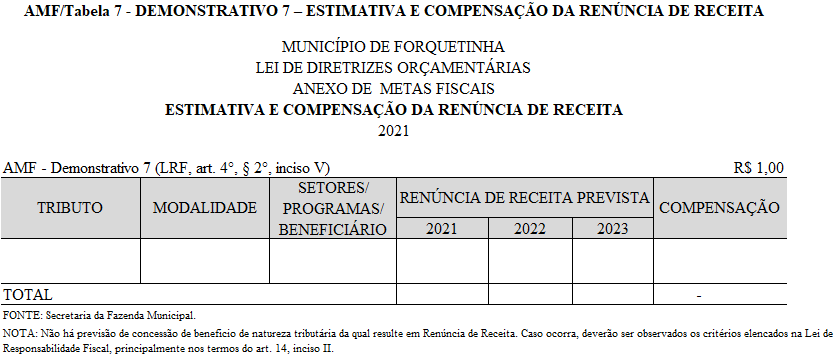 AMF/Tabela 7 - DEMONSTRATIVO 7 – ESTIMATIVA E COMPENSAÇÃO DA RENÚNCIA DE RECEITA
MUNICÍPIO DE FORQUETINHA
LEI DE DIRETRIZES ORÇAMENTÁRIAS
ANEXO DE METAS FISCAIS
ESTIMATIVA E COMPENSAÇÃO DA RENÚNCIA DE RECEITA
2021
AMF - Demonstrativo 7 (LRF, art. 4°, § 2°, inciso V) R$ 1,00
TRIBUTO
MODALIDADE
SETORES/
PROGRAMAS/
BENEFICIÁRIO
RENÚNCIA DE RECEITA PREVISTA
2021 2022 2023
COMPENSAÇÃO
TOTAL -
FONTE: Secretaria da Fazenda Municipal.
NOTA: Não há previsão de concessão de beneficio de natureza tributária da qual resulte em Renúncia de Receita. Caso ocorra, deverão ser observados os critérios elencados na Lei de
Responsabilidade Fiscal, principalmente nos termos do art. 14, inciso II.